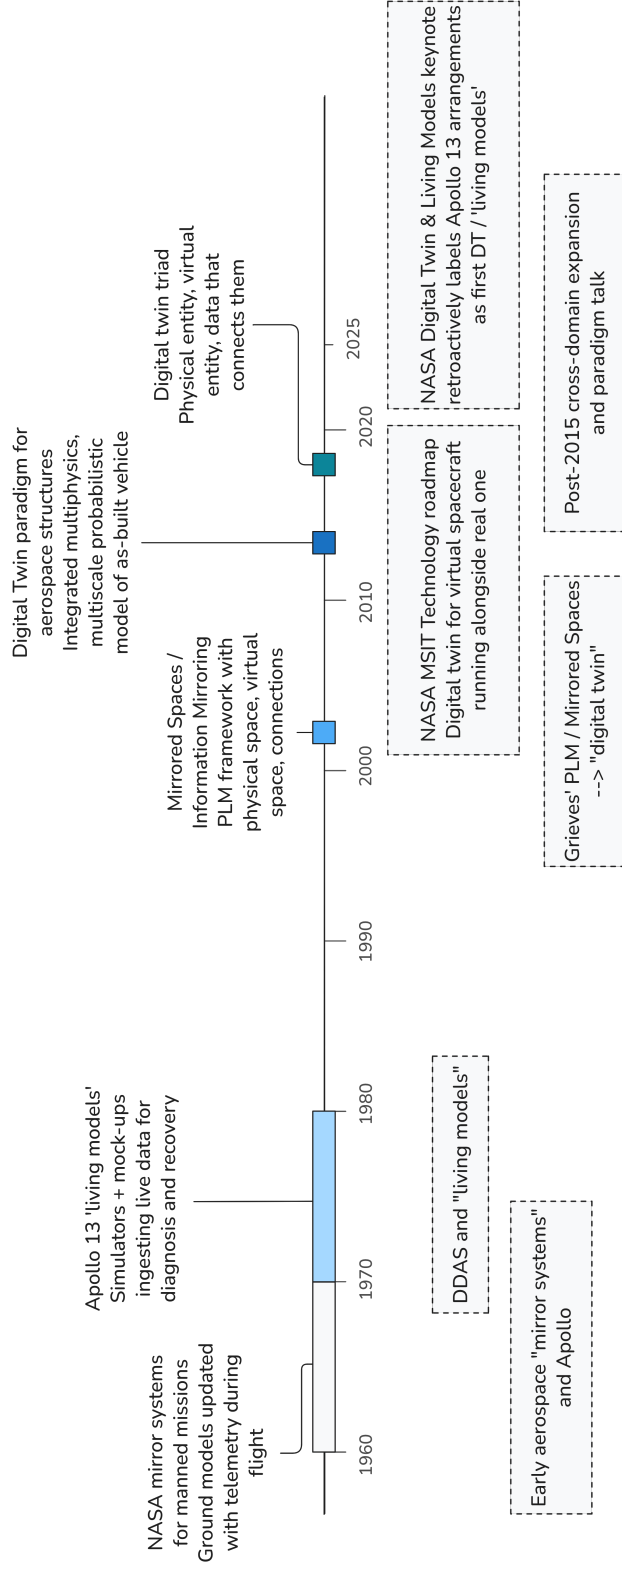 NASA mirror systems
for manned missions
Ground models updated
with telemetry during
flight
Apollo 13 'living models'
Simulators + mock-ups
ingesting live data for
diagnosis and recovery
Mirrored Spaces /
Information Mirroring
PLM framework with
physical space, virtual
space, connections
Digital Twin paradigm for
aerospace structures
Integrated multiphysics,
multiscale probabilistic
model of as-built vehicle
Digital twin triad
Physical entity, virtual
entity, data that
connects them
1960
1970
1980
1990
2000
2010
2020
2025
NASA MSIT Technology roadmap
Digital twin for virtual spacecraft
running alongside real one
NASA Digital Twin & Living Models keynote
retroactively labels Apollo 13 arrangements
as first DT / 'living models'
DDAS and "living models"
Early aerospace "mirror systems"
and Apollo
Grieves' PLM / Mirrored Spaces
--> "digital twin"
Post-2015 cross-domain expansion
and paradigm talk